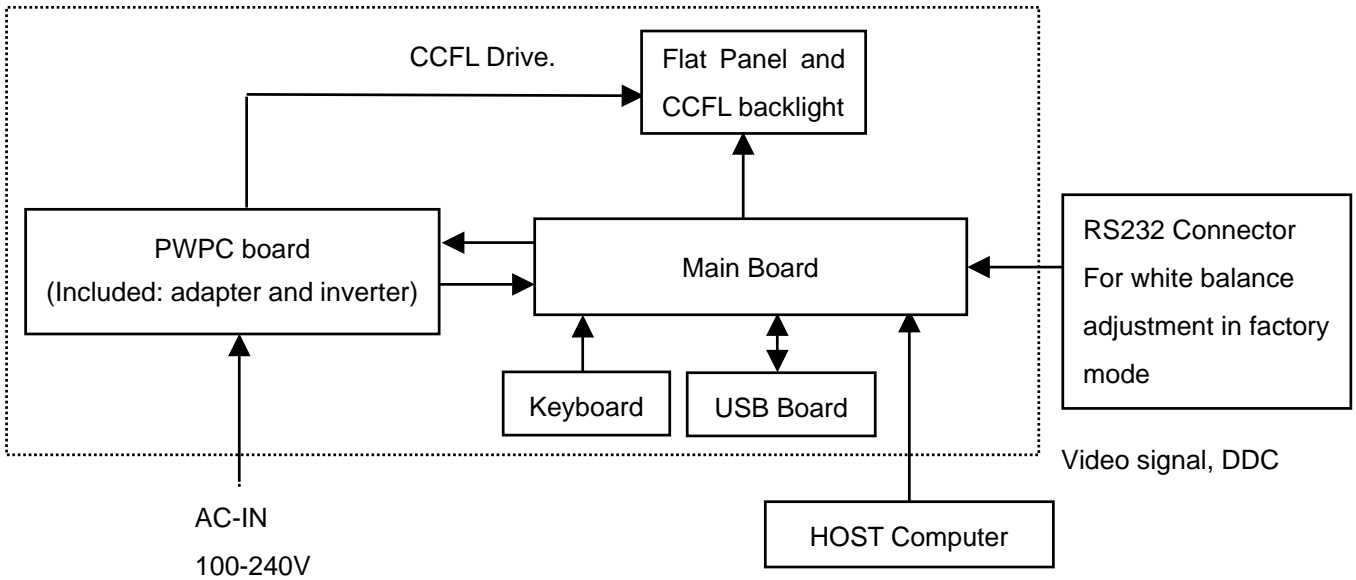 CCFL Drive.
Flat Panel and
CCFL backlight
PWPC board
(Included: adapter and inverter)
Main Board
RS232 Connector
For white balance
adjustment in factory
mode
Keyboard
USB Board
Video signal, DDC
AC-IN
100-240V
HOST Computer